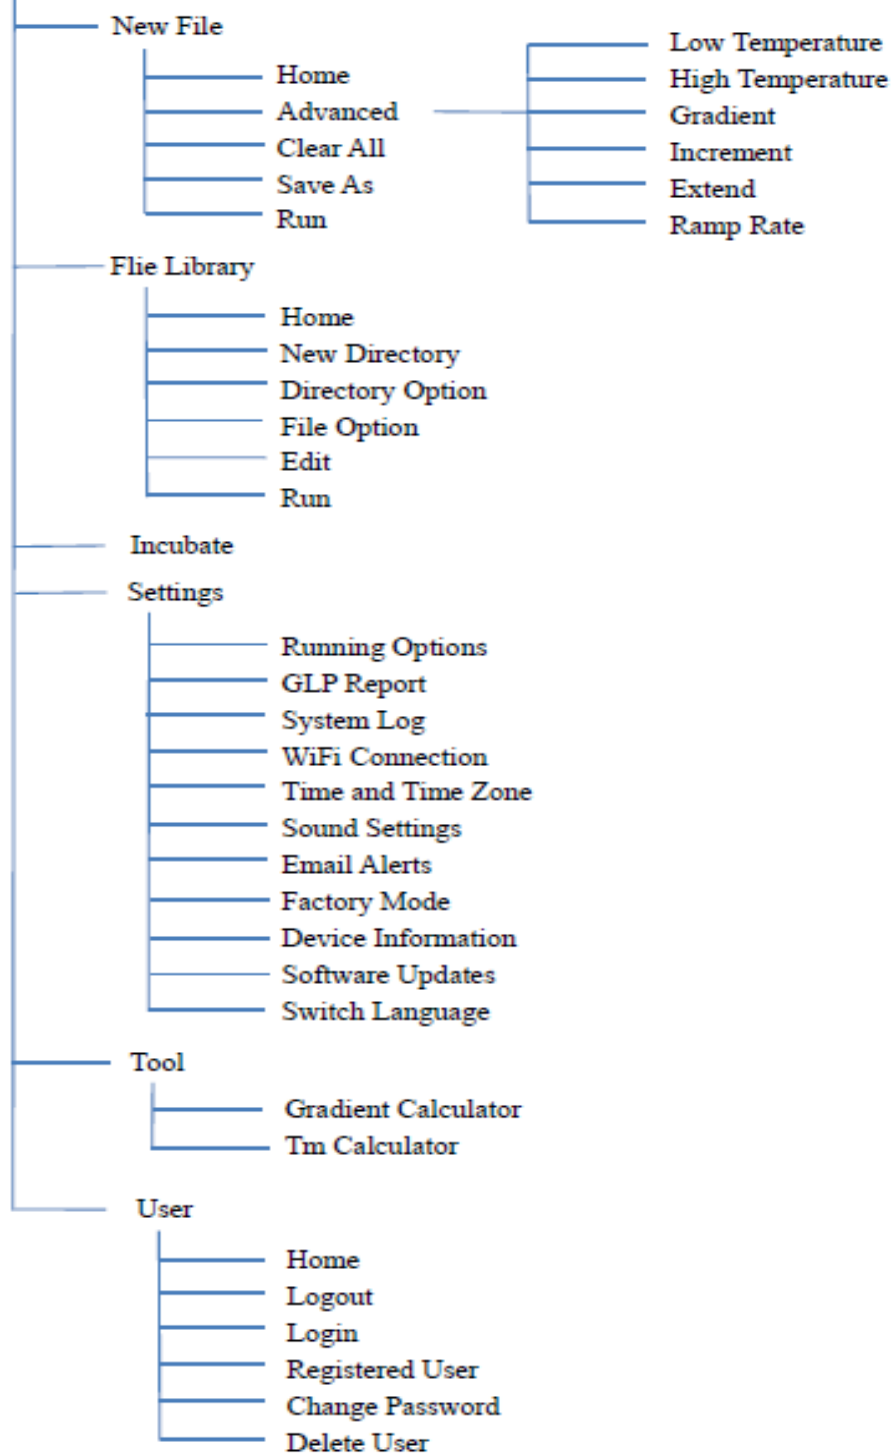 New File
Home
Advanced
Clear All
Save As
Run
Low Temperature
High Temperature
Gradient
Increment
Extend
Ramp Rate
Flie Library
Home
New Directory
Directory Option
File Option
Edit
Run
Incubate
Settings
Running Options
GLP Report
System Log
WiFi Connection
Time and Time Zone
Sound Settings
Email Alerts
Factory Mode
Device Information
Software Updates
Switch Language
Tool
Gradient Calculator
Tm Calculator
User
Home
Logout
Login
Registered User
Change Password
Delete User